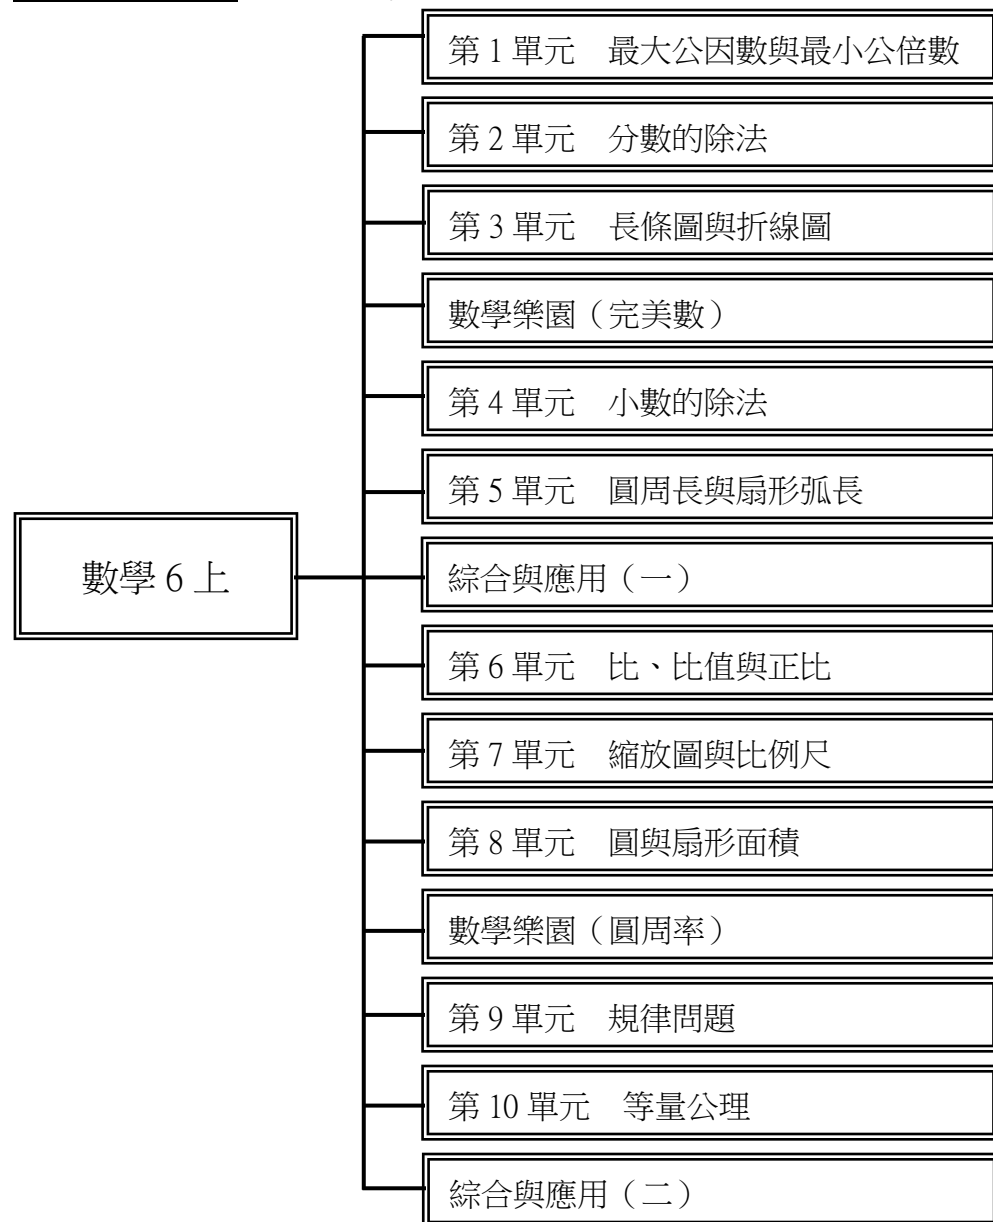 第 1 單元　最大公因數與最小公倍數
第 2 單元　分數的除法
第 3 單元　長條圖與折線圖
數學樂園（完美數）
第 4 單元　小數的除法
第 5 單元　圓周長與扇形弧長
數學 6 上
綜合與應用（一）
第 6 單元　比、比值與正比
第 7 單元　縮放圖與比例尺
第 8 單元　圓與扇形面積
數學樂園（圓周率）
第 9 單元　規律問題
第 10 單元　等量公理
綜合與應用（二）